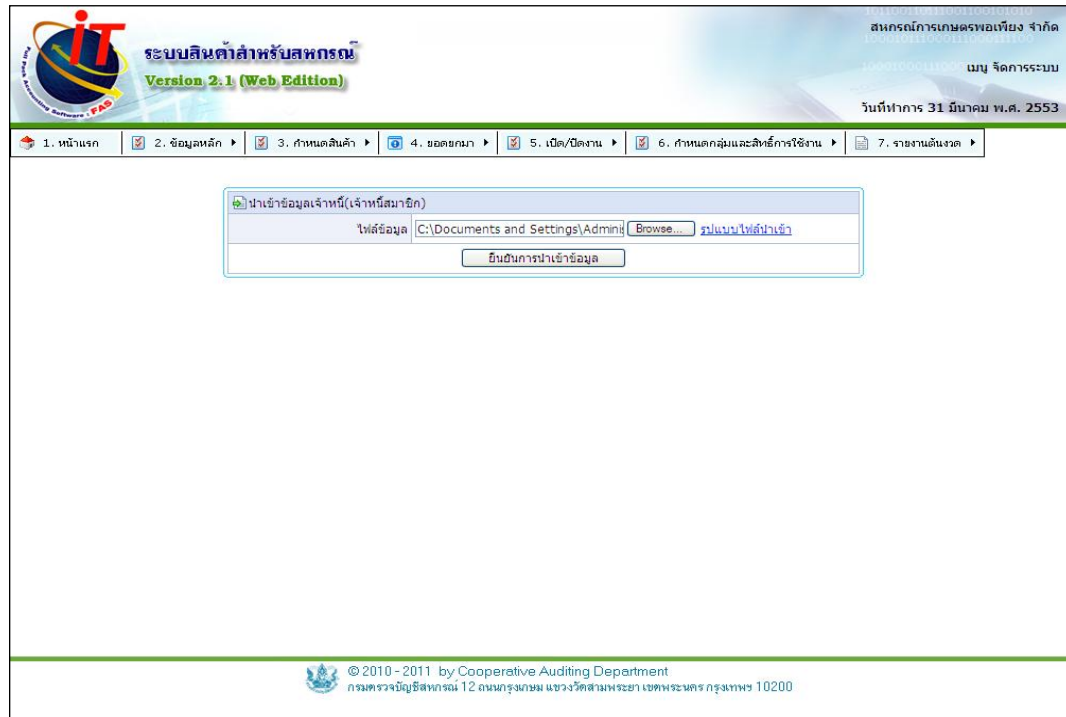 สหกรณ์การเกษตรพอเพียง จำกัด
iT
Full Pack Accounting Software : FAS
ระบบสินค้าสำหรับสหกรณ์
Version 2.1 (Web Edition)
เมนู จัดการระบบ
วันที่ทำการ 31 มีนาคม พ.ศ. 2553
1. หน้าแรก 2. ข้อมูลหลัก 3. กำหนดสินค้า 4. ยอดยกมา 5. เปิด/ปิดงาน 6. กำหนดกลุ่มและสิทธิ์การใช้งาน 7. รายงานต้นงวด
นำเข้าข้อมูลเจ้าหนี้(เจ้าหนี้สมาชิก)
ไฟล์ข้อมูล C:\Documents and Settings\Adminis Browse... รูปแบบไฟล์นำเข้า
ยืนยันการนำเข้าข้อมูล
© 2010 - 2011 by Cooperative Auditing Department
กรมตรวจบัญชีสหกรณ์ 12 ถนนกรุงเกษม แขวงวัดสามพระยา เขตพระนคร กรุงเทพฯ 10200